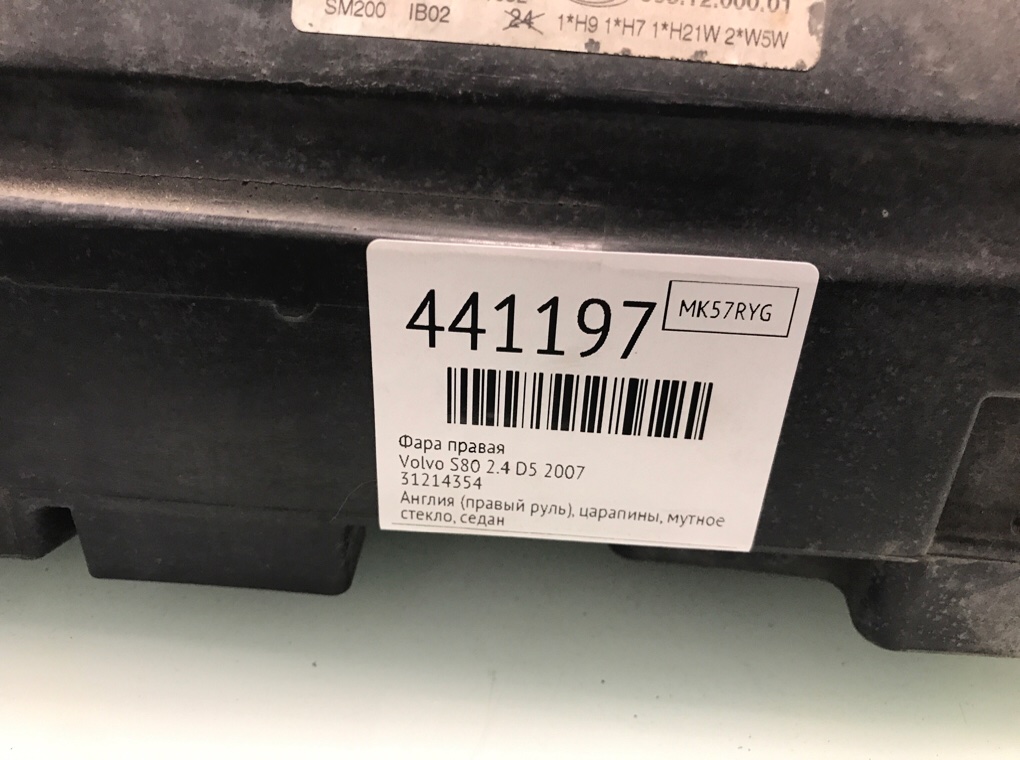 SM200 IB02 24 1*H9 1*H7 1*H21W 2*W5W
441197
MK57RYG
Фара правая
Volvo S80 2.4 D5 2007
31214354
Англия (правый руль), царапины, мутное
стекло, седан